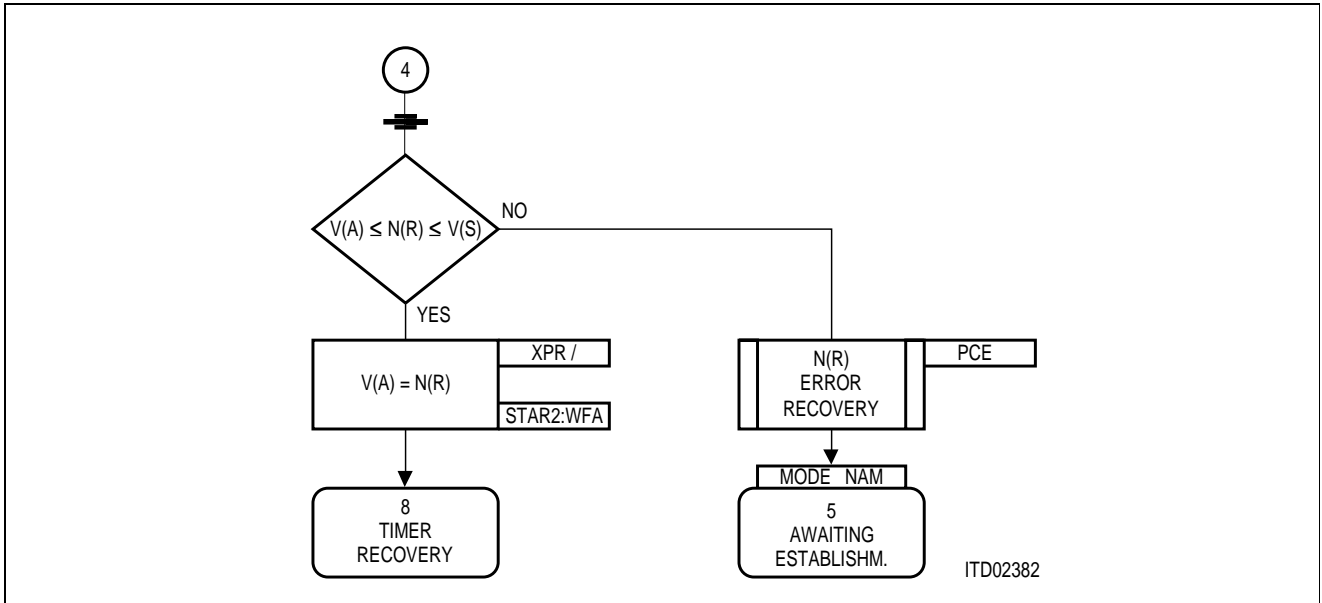 4
V(A) ≤ N(R) ≤ V(S)
NO
YES
V(A) = N(R)
XPR /
STAR2:WFA
N(R)
ERROR
RECOVERY
PCE
MODE NAM
8
TIMER
RECOVERY
5
AWAITING
ESTABLISHM.
ITD02382